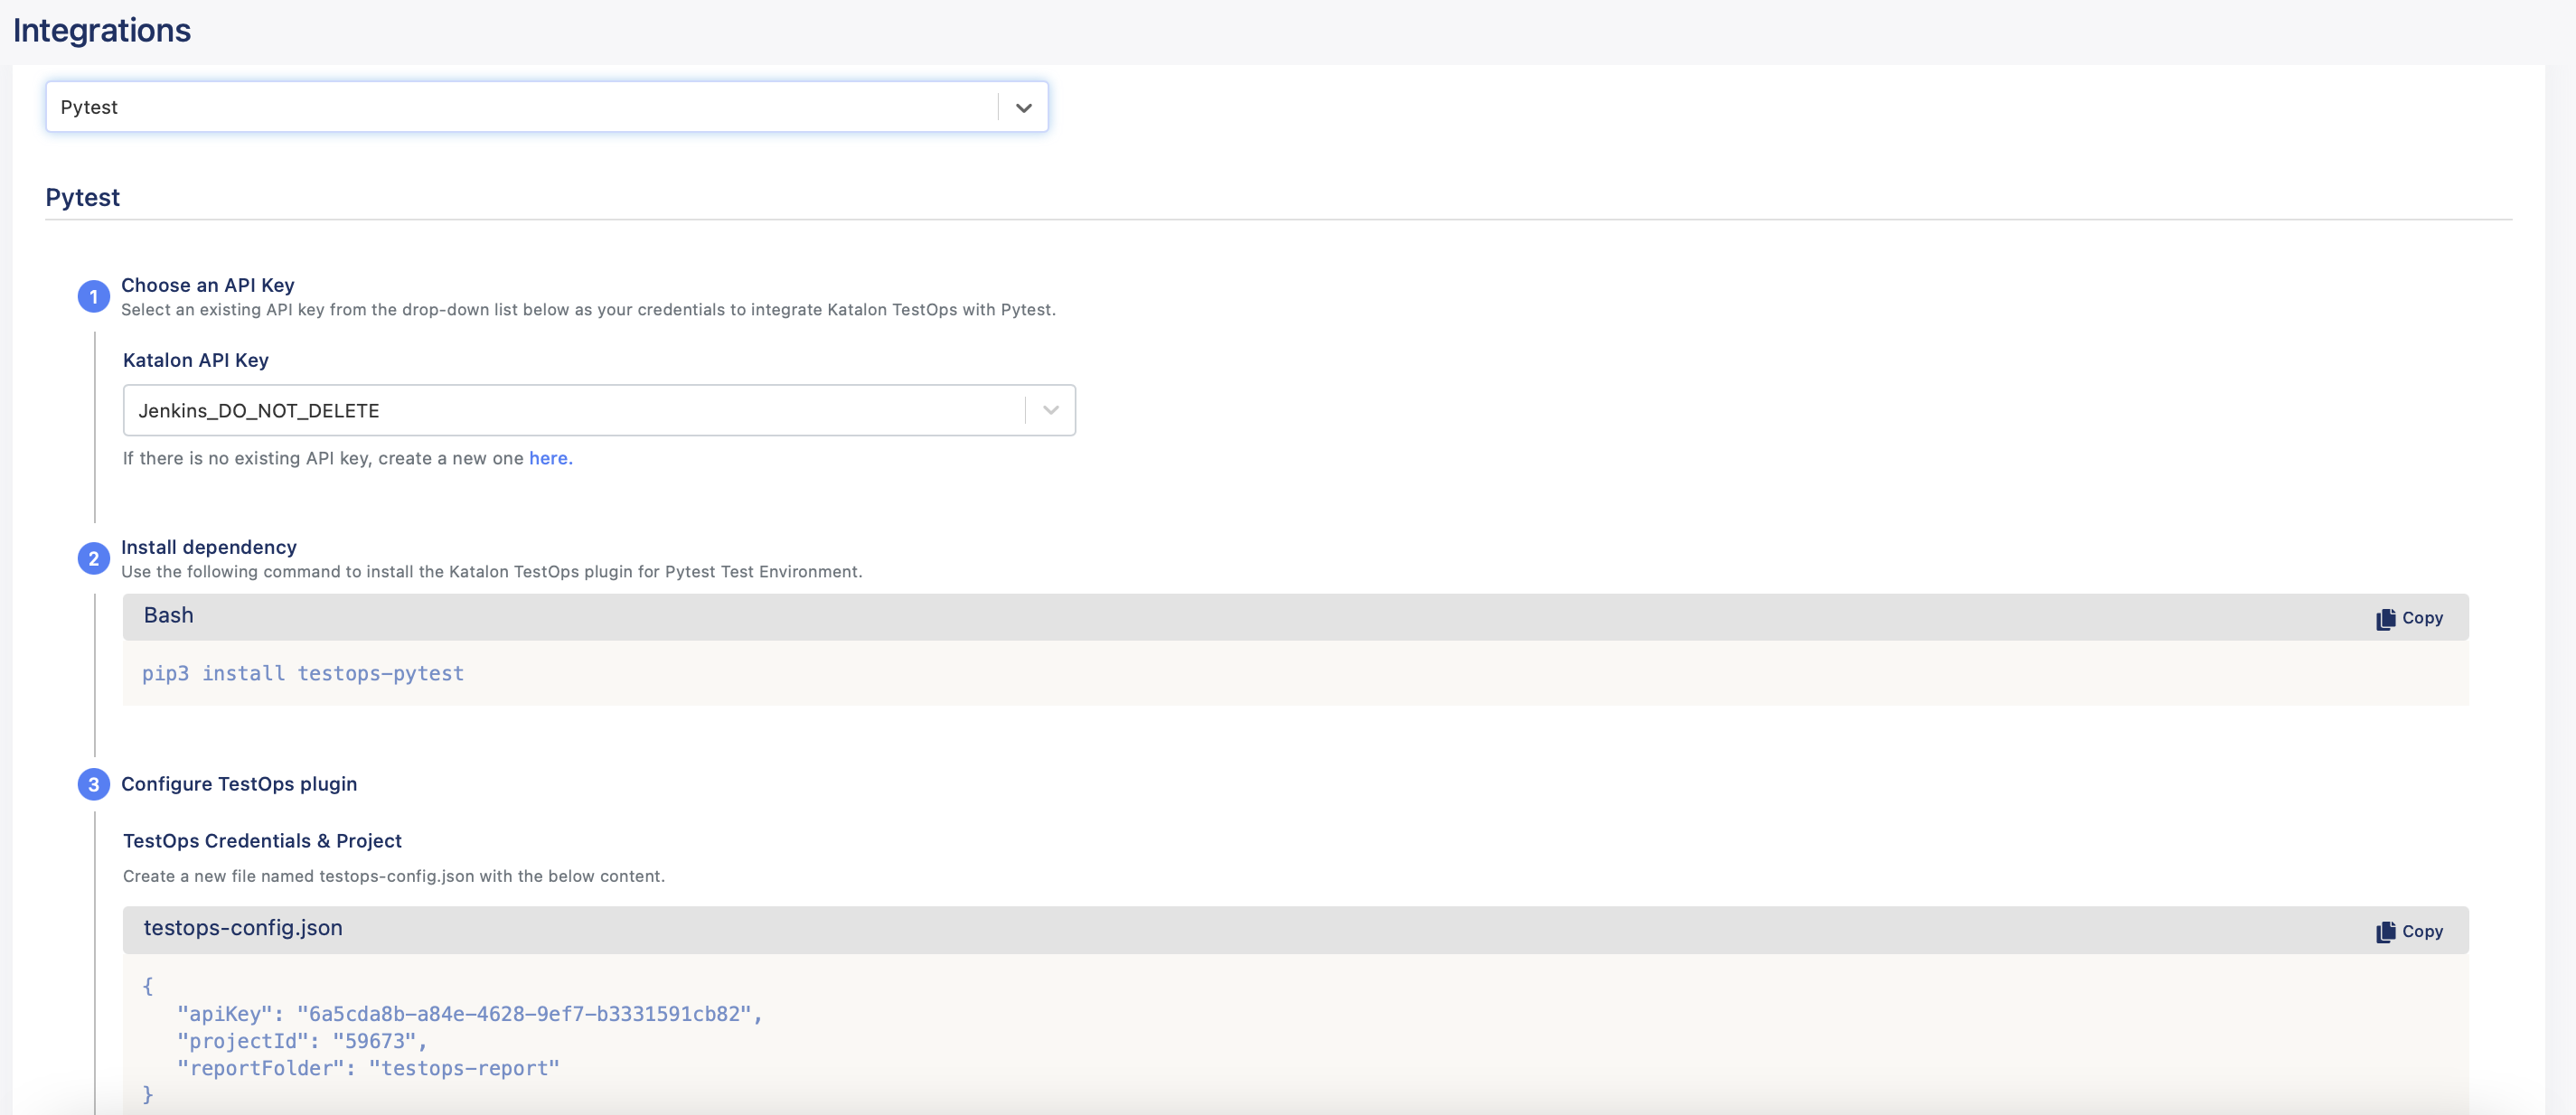 Integrations
Pytest
Pytest
1
Choose an API Key
Select an existing API key from the drop-down list below as your credentials to integrate Katalon TestOps with Pytest.
Katalon API Key
Jenkins_DO_NOT_DELETE
If there is no existing API key, create a new one here.
2
Install dependency
Use the following command to install the Katalon TestOps plugin for Pytest Test Environment.
Bash
Copy
pip3 install testops-pytest
3
Configure TestOps plugin
TestOps Credentials & Project
Create a new file named testops-config.json with the below content.
testops-config.json
Copy
{
"apiKey": "6a5cda8b-a84e-4628-9ef7-b3331591cb82",
"projectId": "59673",
"reportFolder": "testops-report"
}